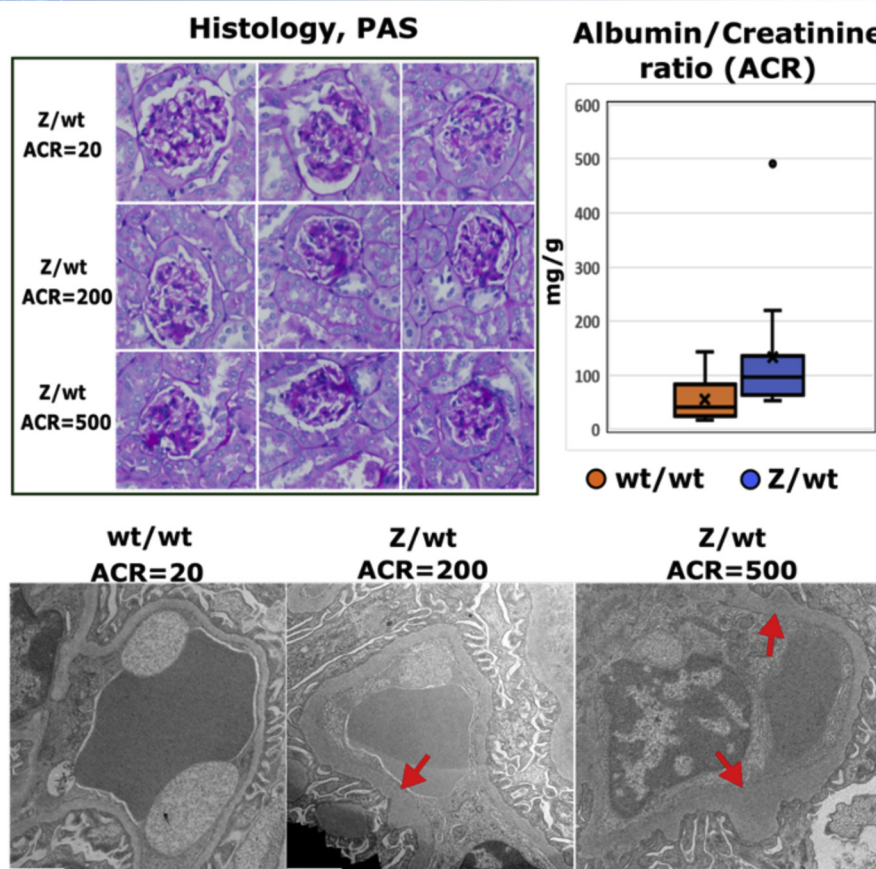 Histology, PAS
Z/wt
ACR=20
Z/wt
ACR=200
Z/wt
ACR=500
Albumin/Creatinine
ratio (ACR)
600
500
400
300
200
100
0
mg/g
wt/wt
Z/wt
wt/wt
ACR=20
Z/wt
ACR=200
Z/wt
ACR=500